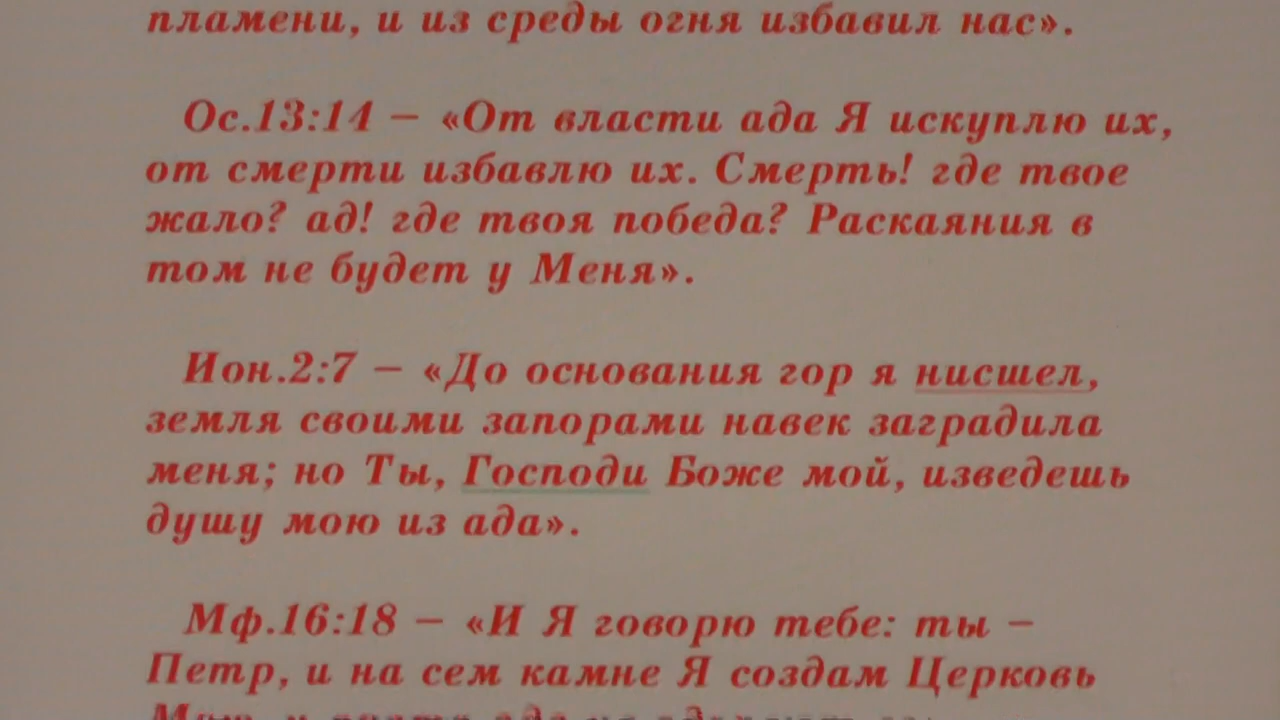 пламени, и из среды огня избавил нас».
Ос.13:14 – «От власти ада Я искуплю их,
от смерти избавлю их. Смерть! где твое
жало? ад! где твоя победа? Раскаяния в
том не будет у Меня».
Ион.2:7 – «До основания гор я нисшел,
земля своими запорами навек заградила
меня; но Ты, Господи Боже мой, изведешь
душу мою из ада».
Мф.16:18 – «И Я говорю тебе: ты –
Петр, и на сем камне Я создам Церковь